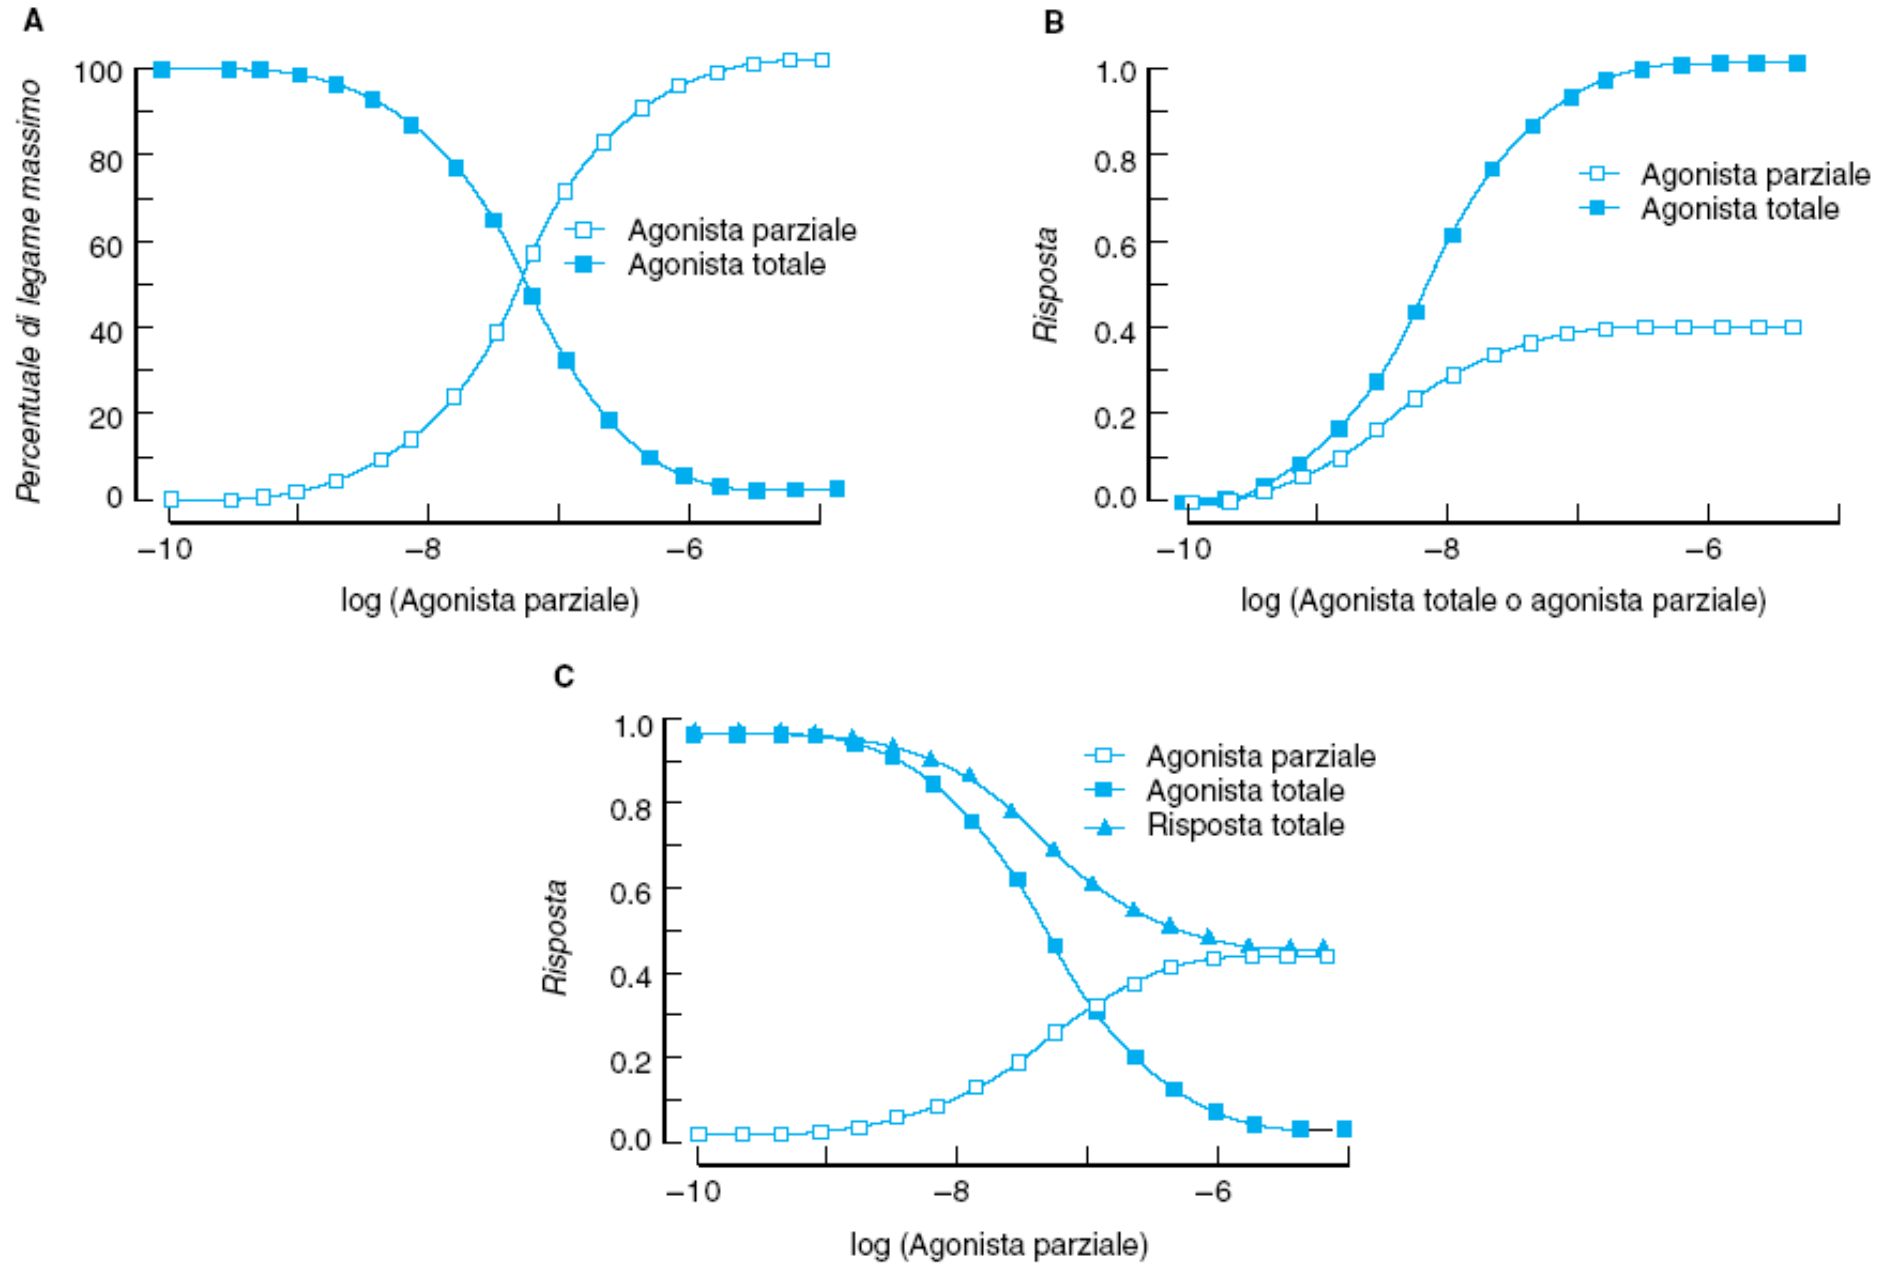 A
Percentuale di legame massimo
100
80
60
40
20
0
Agonista parziale
Agonista totale
–10
–8
–6
log (Agonista parziale)
B
Risposta
1.0
0.8
0.6
0.4
0.2
0.0
Agonista parziale
Agonista totale
–10
–8
–6
log (Agonista totale o agonista parziale)
C
Risposta
1.0
0.8
0.6
0.4
0.2
0.0
Agonista parziale
Agonista totale
Risposta totale
–10
–8
–6
log (Agonista parziale)